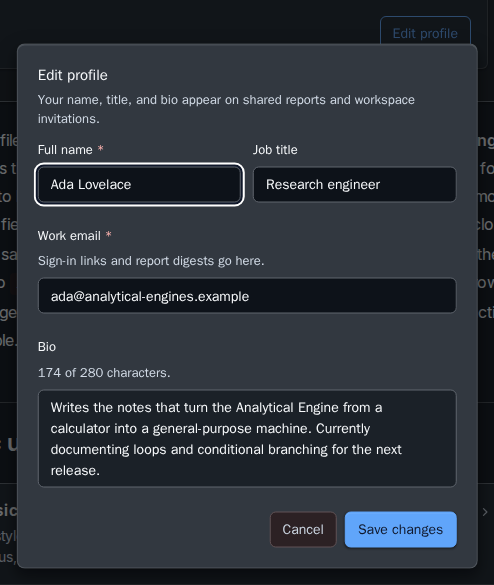 Edit profile
Edit profile
Your name, title, and bio appear on shared reports and workspace
invitations.
Full name *
Job title
Ada Lovelace
Research engineer
Work email *
Sign-in links and report digests go here.
ada@analytical-engines.example
Bio
174 of 280 characters.
Writes the notes that turn the Analytical Engine from a
calculator into a general-purpose machine. Currently
documenting loops and conditional branching for the next
release.
Cancel
Save changes